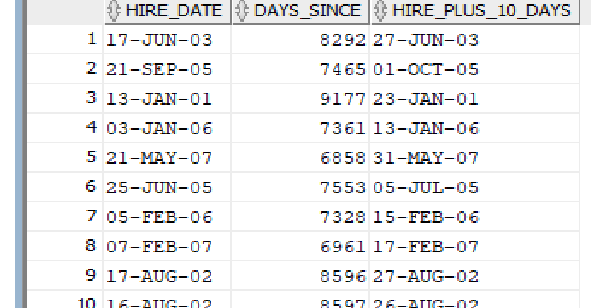 HIRE_DATE DAYS_SINCE HIRE_PLUS_10_DAYS
1 17-JUN-03 8292 27-JUN-03
2 21-SEP-05 7465 01-OCT-05
3 13-JAN-01 9177 23-JAN-01
4 03-JAN-06 7361 13-JAN-06
5 21-MAY-07 6858 31-MAY-07
6 25-JUN-05 7553 05-JUL-05
7 05-FEB-06 7328 15-FEB-06
8 07-FEB-07 6961 17-FEB-07
9 17-AUG-02 8596 27-AUG-02
10 16-AUG-02 8597 26-AUG-02